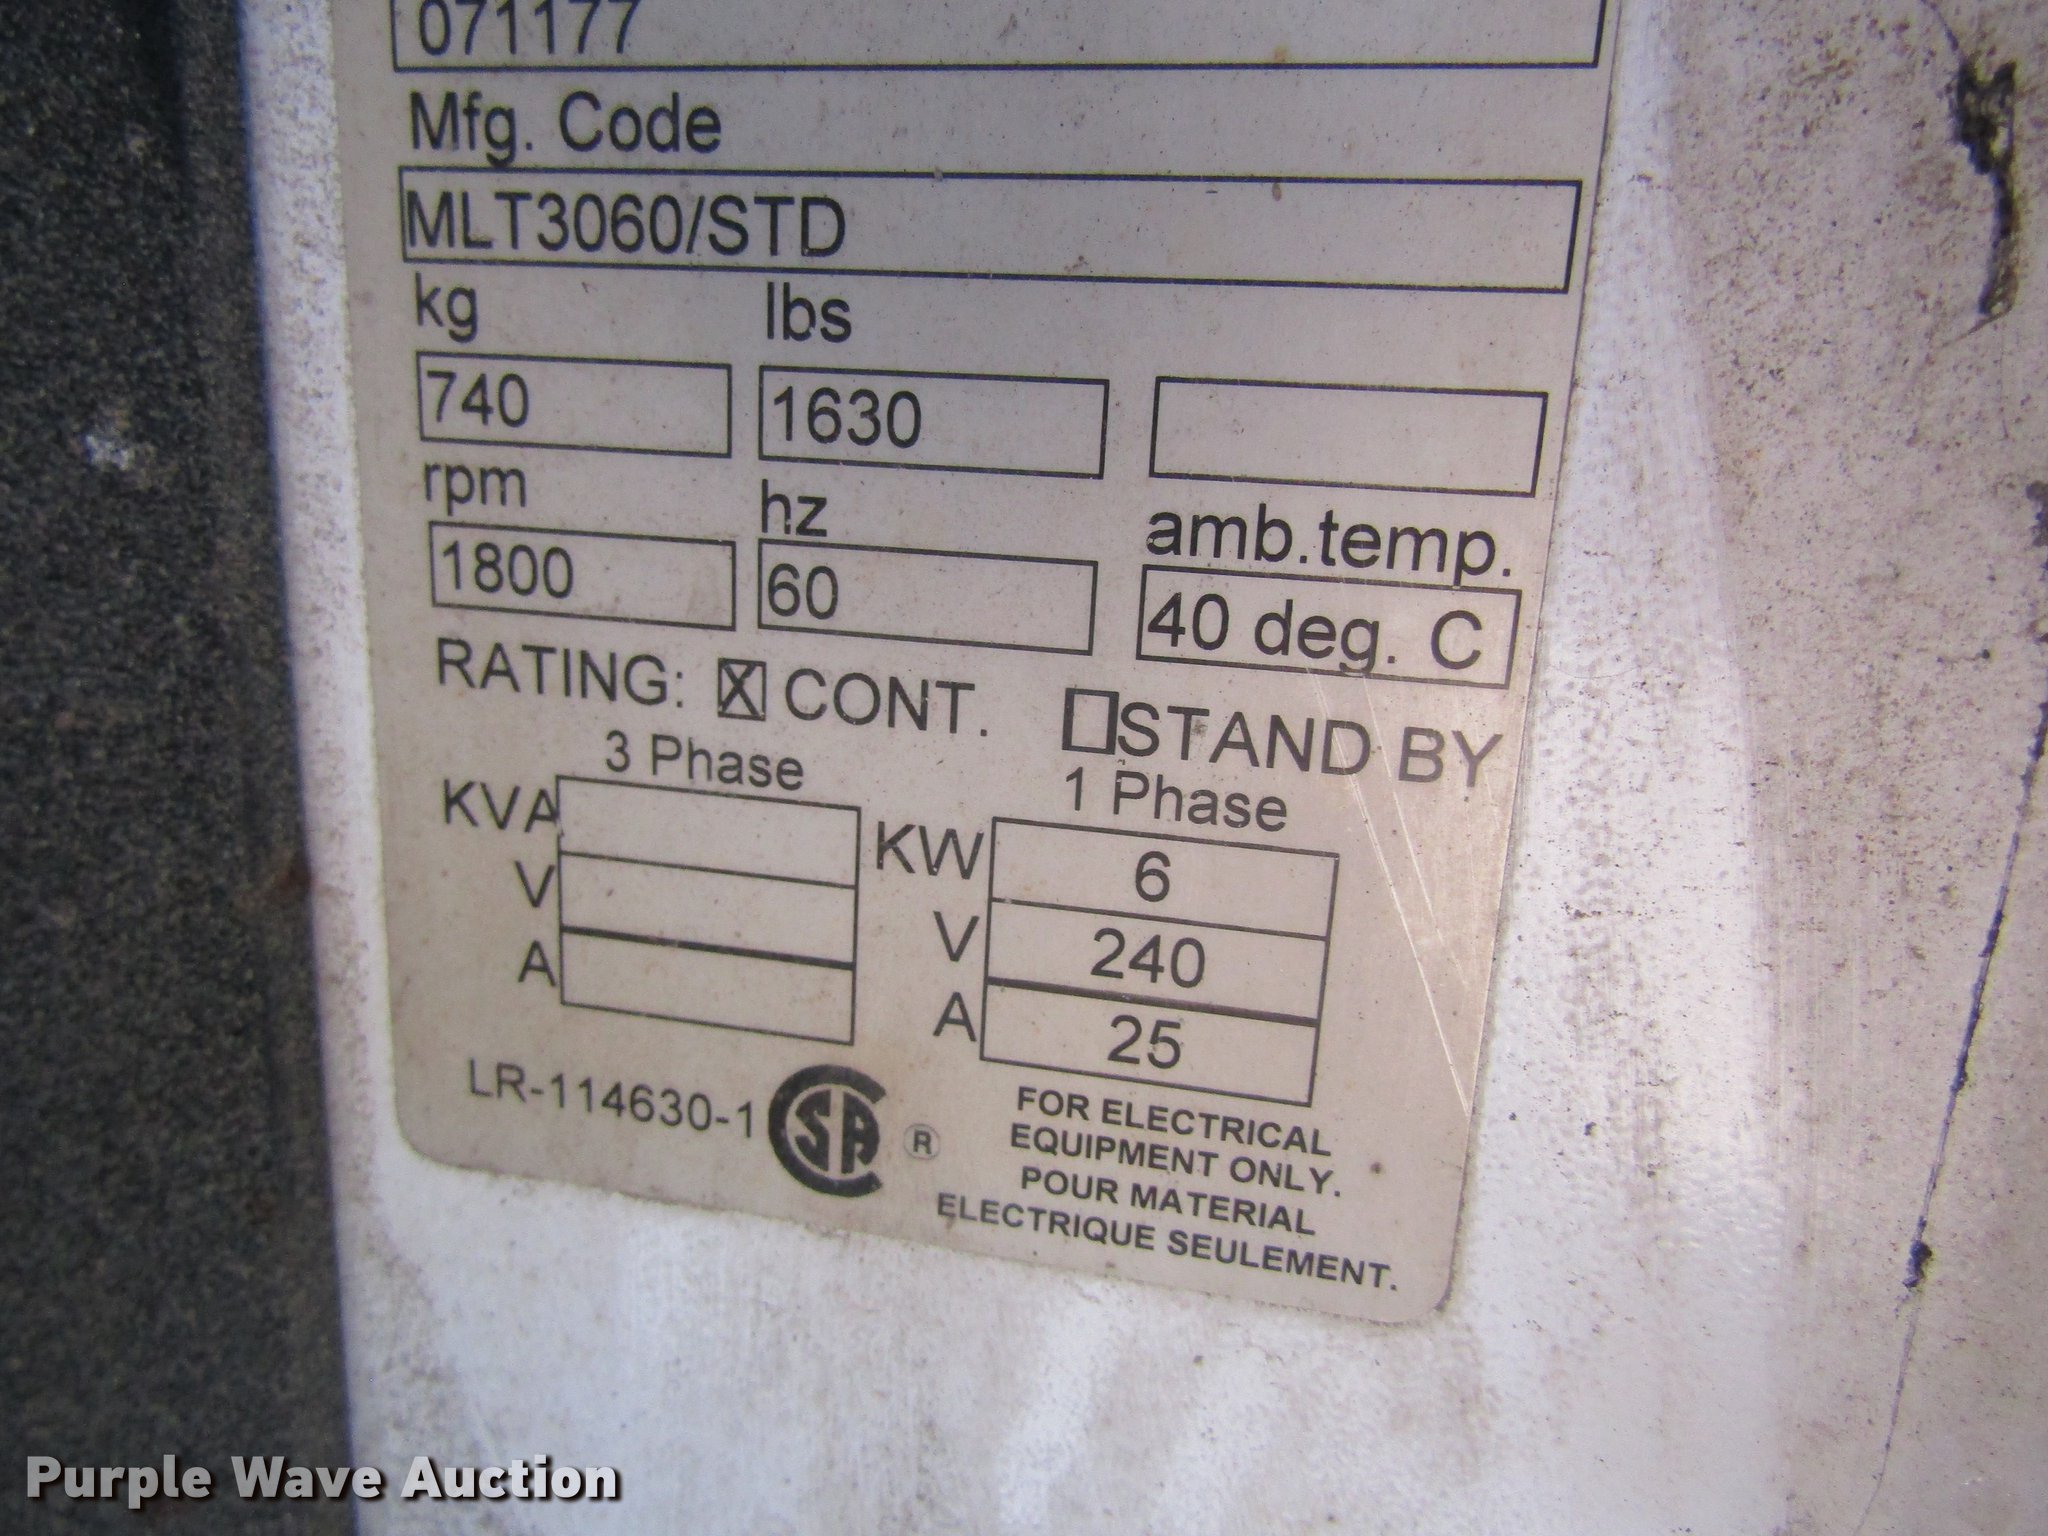 071177
Mfg. Code
MLT3060/STD
kg lbs
740 1630
rpm hz amb.temp.
1800 60 40 deg. C
RATING: X CONT. STAND BY
3 Phase 1 Phase
KVA KW 6
V V 240
A A 25
LR-114630-1 CSA ®
FOR ELECTRICAL
EQUIPMENT ONLY.
POUR MATERIAL
ELECTRIQUE SEULEMENT.
Purple Wave Auction